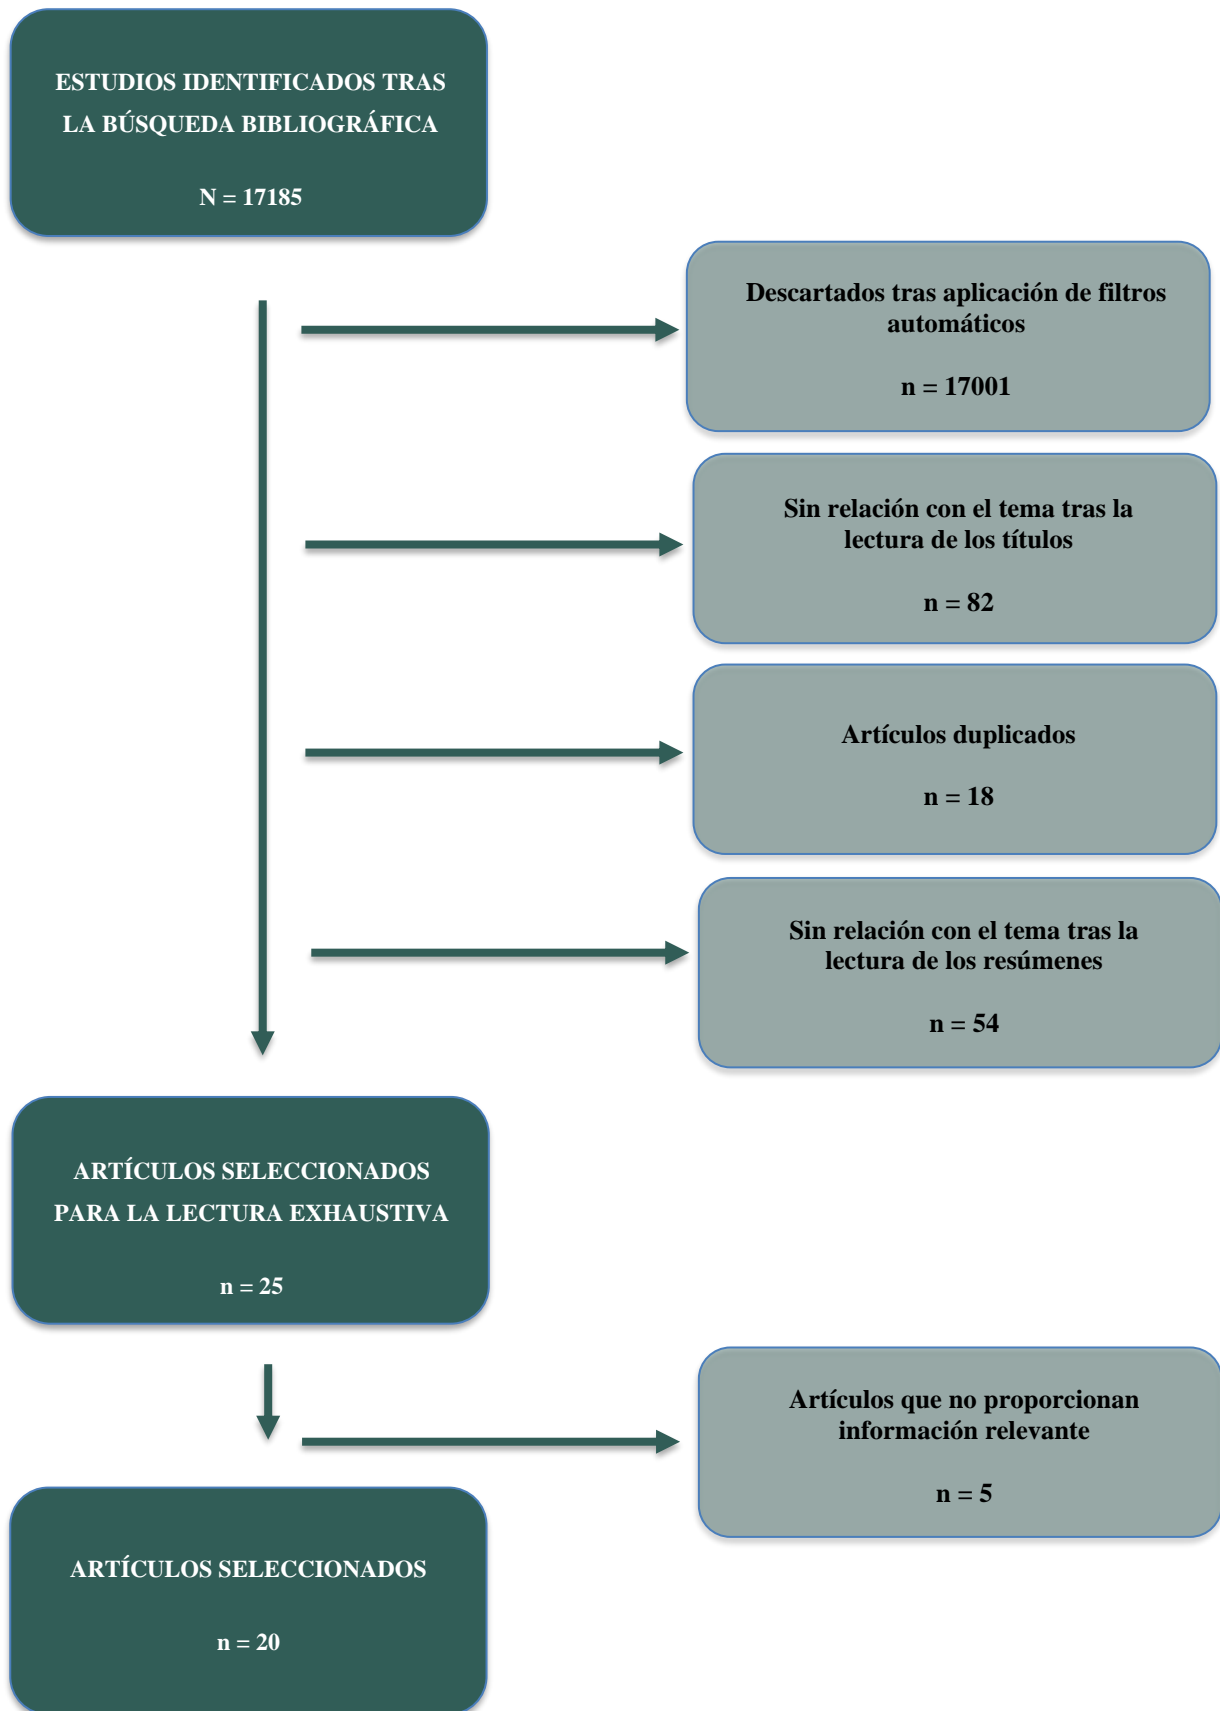 ESTUDIOS IDENTIFICADOS TRAS
LA BÚSQUEDA BIBLIOGRÁFICA
N = 17185
Descartados tras aplicación de filtros
automáticos
n = 17001
Sin relación con el tema tras la
lectura de los títulos
n = 82
Artículos duplicados
n = 18
Sin relación con el tema tras la
lectura de los resúmenes
n = 54
ARTÍCULOS SELECCIONADOS
PARA LA LECTURA EXHAUSTIVA
n = 25
Artículos que no proporcionan
información relevante
n = 5
ARTÍCULOS SELECCIONADOS
n = 20